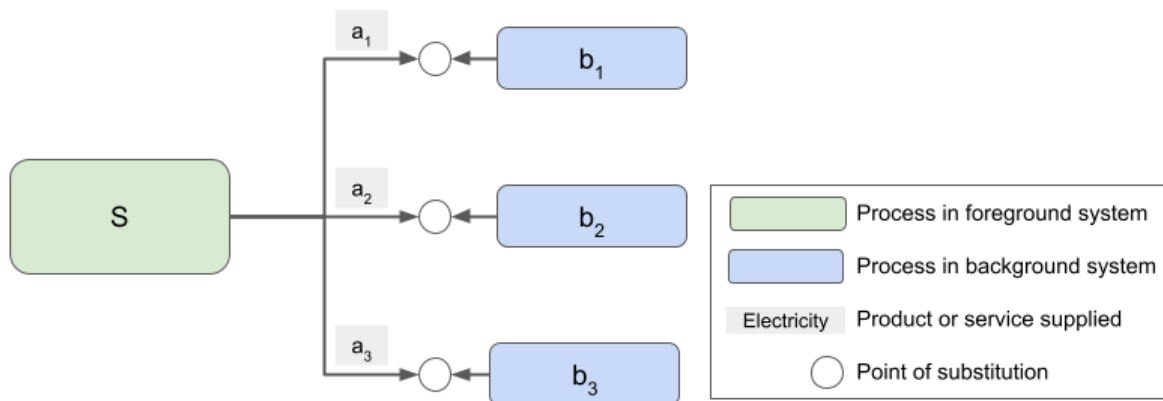 a₁
b₁
S
a₂
b₂
a₃
b₃
Process in foreground system
Process in background system
Electricity Product or service supplied
Point of substitution